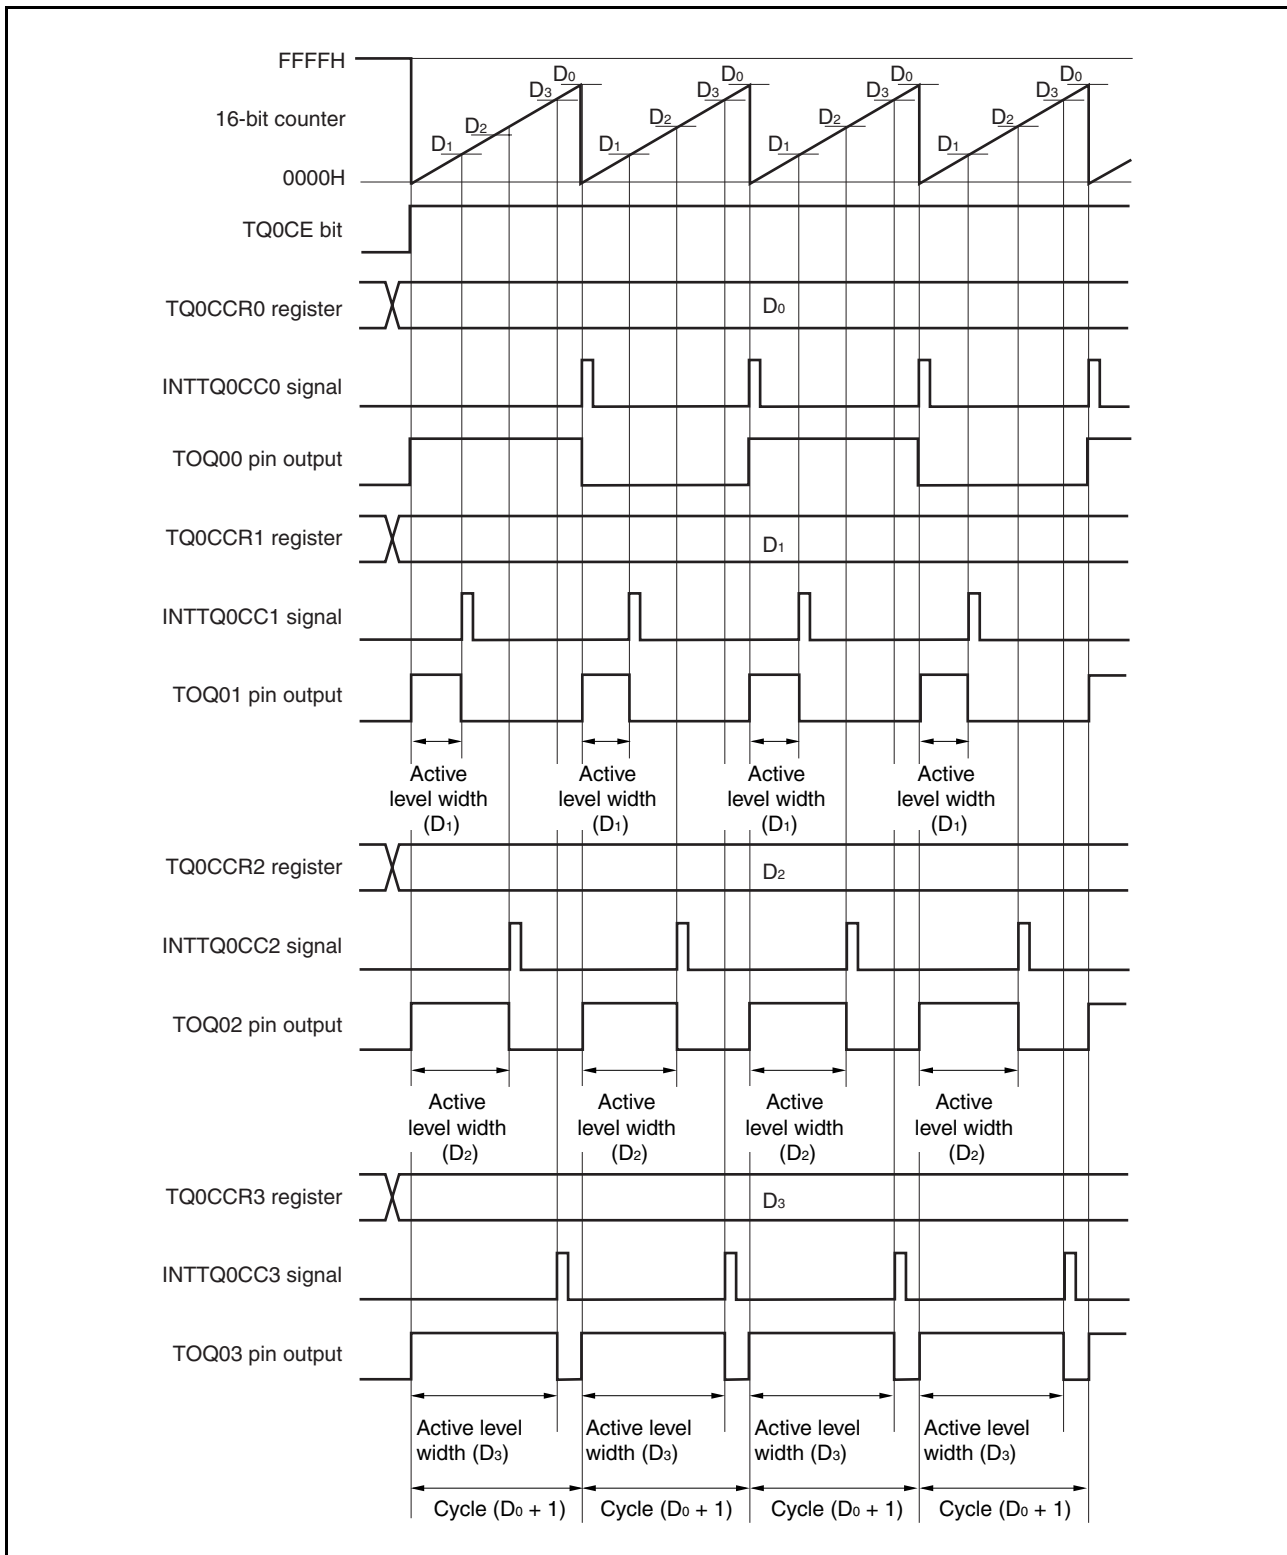 FFFFH
D0 D0 D0 D0
D3 D3 D3 D3
16-bit counter
D2 D2 D2 D2
D1 D1 D1 D1
0000H
TQ0CE bit
TQ0CCR0 register
D0
INTTQ0CC0 signal
TOQ00 pin output
TQ0CCR1 register
D1
INTTQ0CC1 signal
TOQ01 pin output
Active Active Active Active
level width level width level width level width
(D1) (D1) (D1) (D1)
TQ0CCR2 register
D2
INTTQ0CC2 signal
TOQ02 pin output
Active Active Active Active
level width level width level width level width
(D2) (D2) (D2) (D2)
TQ0CCR3 register
D3
INTTQ0CC3 signal
TOQ03 pin output
Active level Active level Active level Active level
width (D3) width (D3) width (D3) width (D3)
Cycle (D0 + 1) Cycle (D0 + 1) Cycle (D0 + 1) Cycle (D0 + 1)